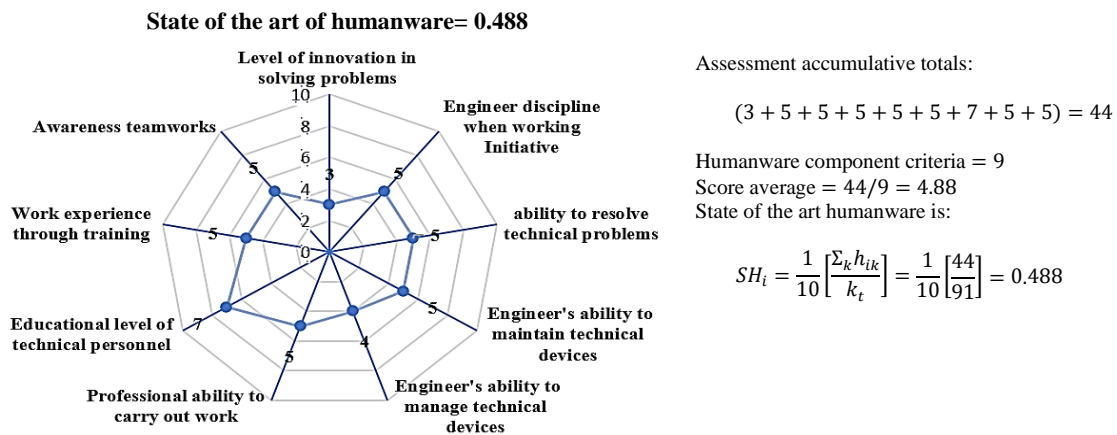 State of the art of humanware= 0.488
Level of innovation in
solving problems
10
8
6
4
2
0
3
Engineer discipline
when working
Initiative
5
ability to resolve
technical problems
5
Engineer's ability to
maintain technical
devices
5
Engineer's ability to
manage technical
devices
4
Professional ability to
carry out work
5
Educational level of
technical personnel
7
Work experience
through training
5
Awareness teamworks
5
Assessment accumulative totals:
(3 + 5 + 5 + 5 + 5 + 5 + 7 + 5 + 5) = 44
Humanware component criteria = 9
Score average = 44/9 = 4.88
State of the art humanware is:
SHᵢ = 1/10 [Σₖhᵢₖ/kₜ] = 1/10 [44/91] = 0.488